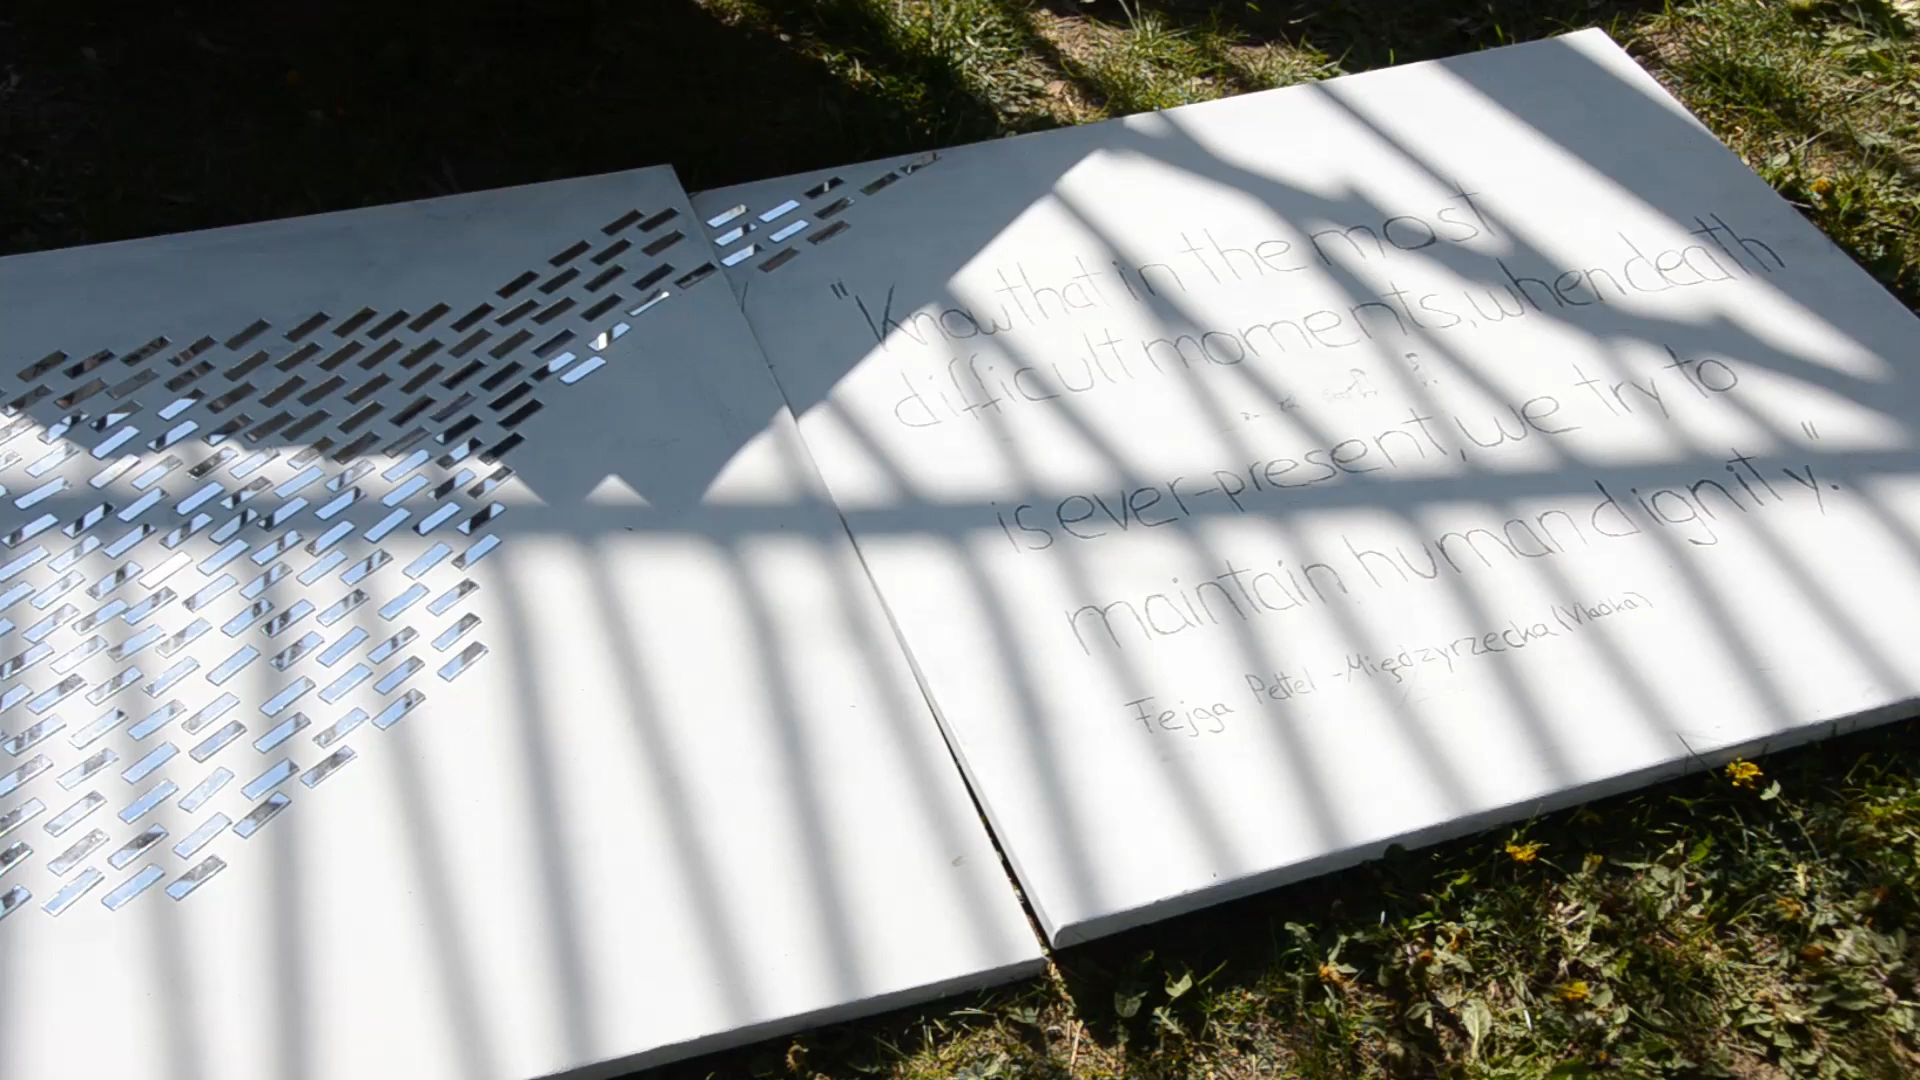 "Know that in the most
difficult moments, when death
is ever-present, we try to
maintain human dignity."
Fejga Peltel - Międzyrzecka (Vladka)